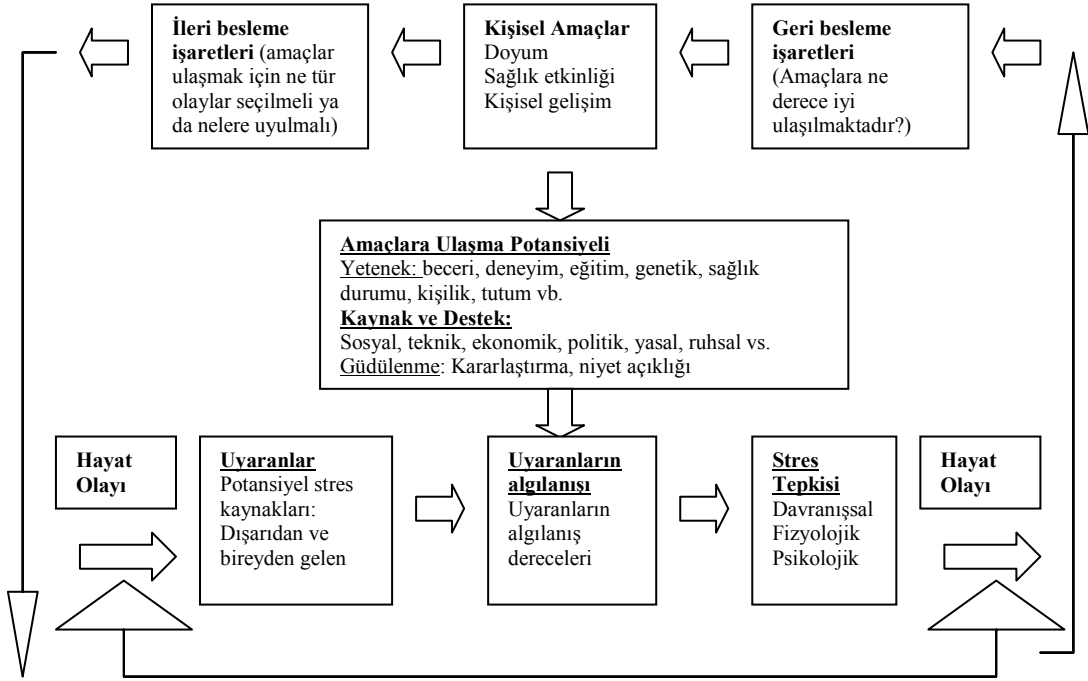 İleri besleme
işaretleri (amaçlar
ulaşmak için ne tür
olaylar seçilmeli ya
da nelere uyulmalı)
Kişisel Amaçlar
Doyum
Sağlık etkinliği
Kişisel gelişim
Geri besleme
işaretleri
(Amaçlara ne
derece iyi
ulaşılmaktadır?)
Amaçlara Ulaşma Potansiyeli
Yetenek: beceri, deneyim, eğitim, genetik, sağlık
durumu, kişilik, tutum vb.
Kaynak ve Destek:
Sosyal, teknik, ekonomik, politik, yasal, ruhsal vs.
Güdülenme: Kararlaştırma, niyet açıklığı
Hayat
Olayı
Uyaranlar
Potansiyel stres
kaynakları:
Dışarıdan ve
bireyden gelen
Uyaranların
algılanışı
Uyaranların
algılanış
dereceleri
Stres
Tepkisi
Davranışsal
Fizyolojik
Psikolojik
Hayat
Olayı